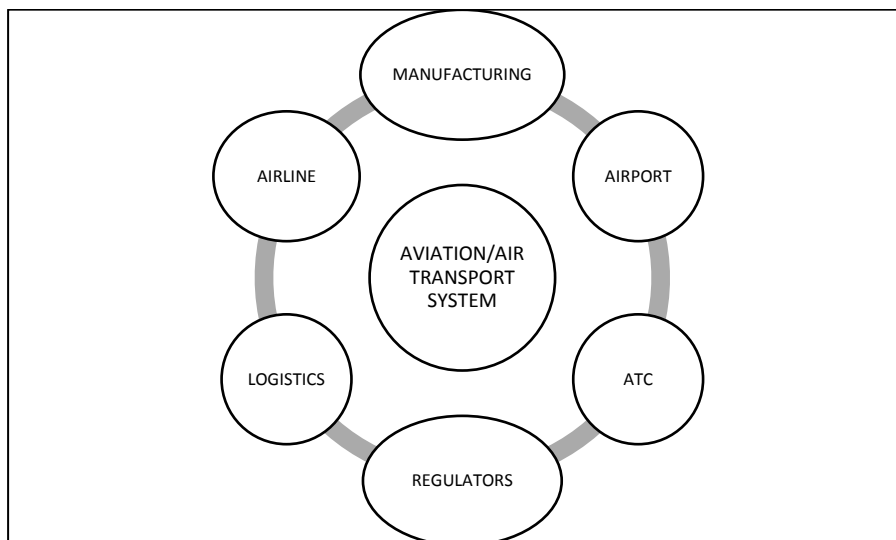 MANUFACTURING
AIRLINE
AIRPORT
AVIATION/AIR
TRANSPORT
SYSTEM
LOGISTICS
ATC
REGULATORS